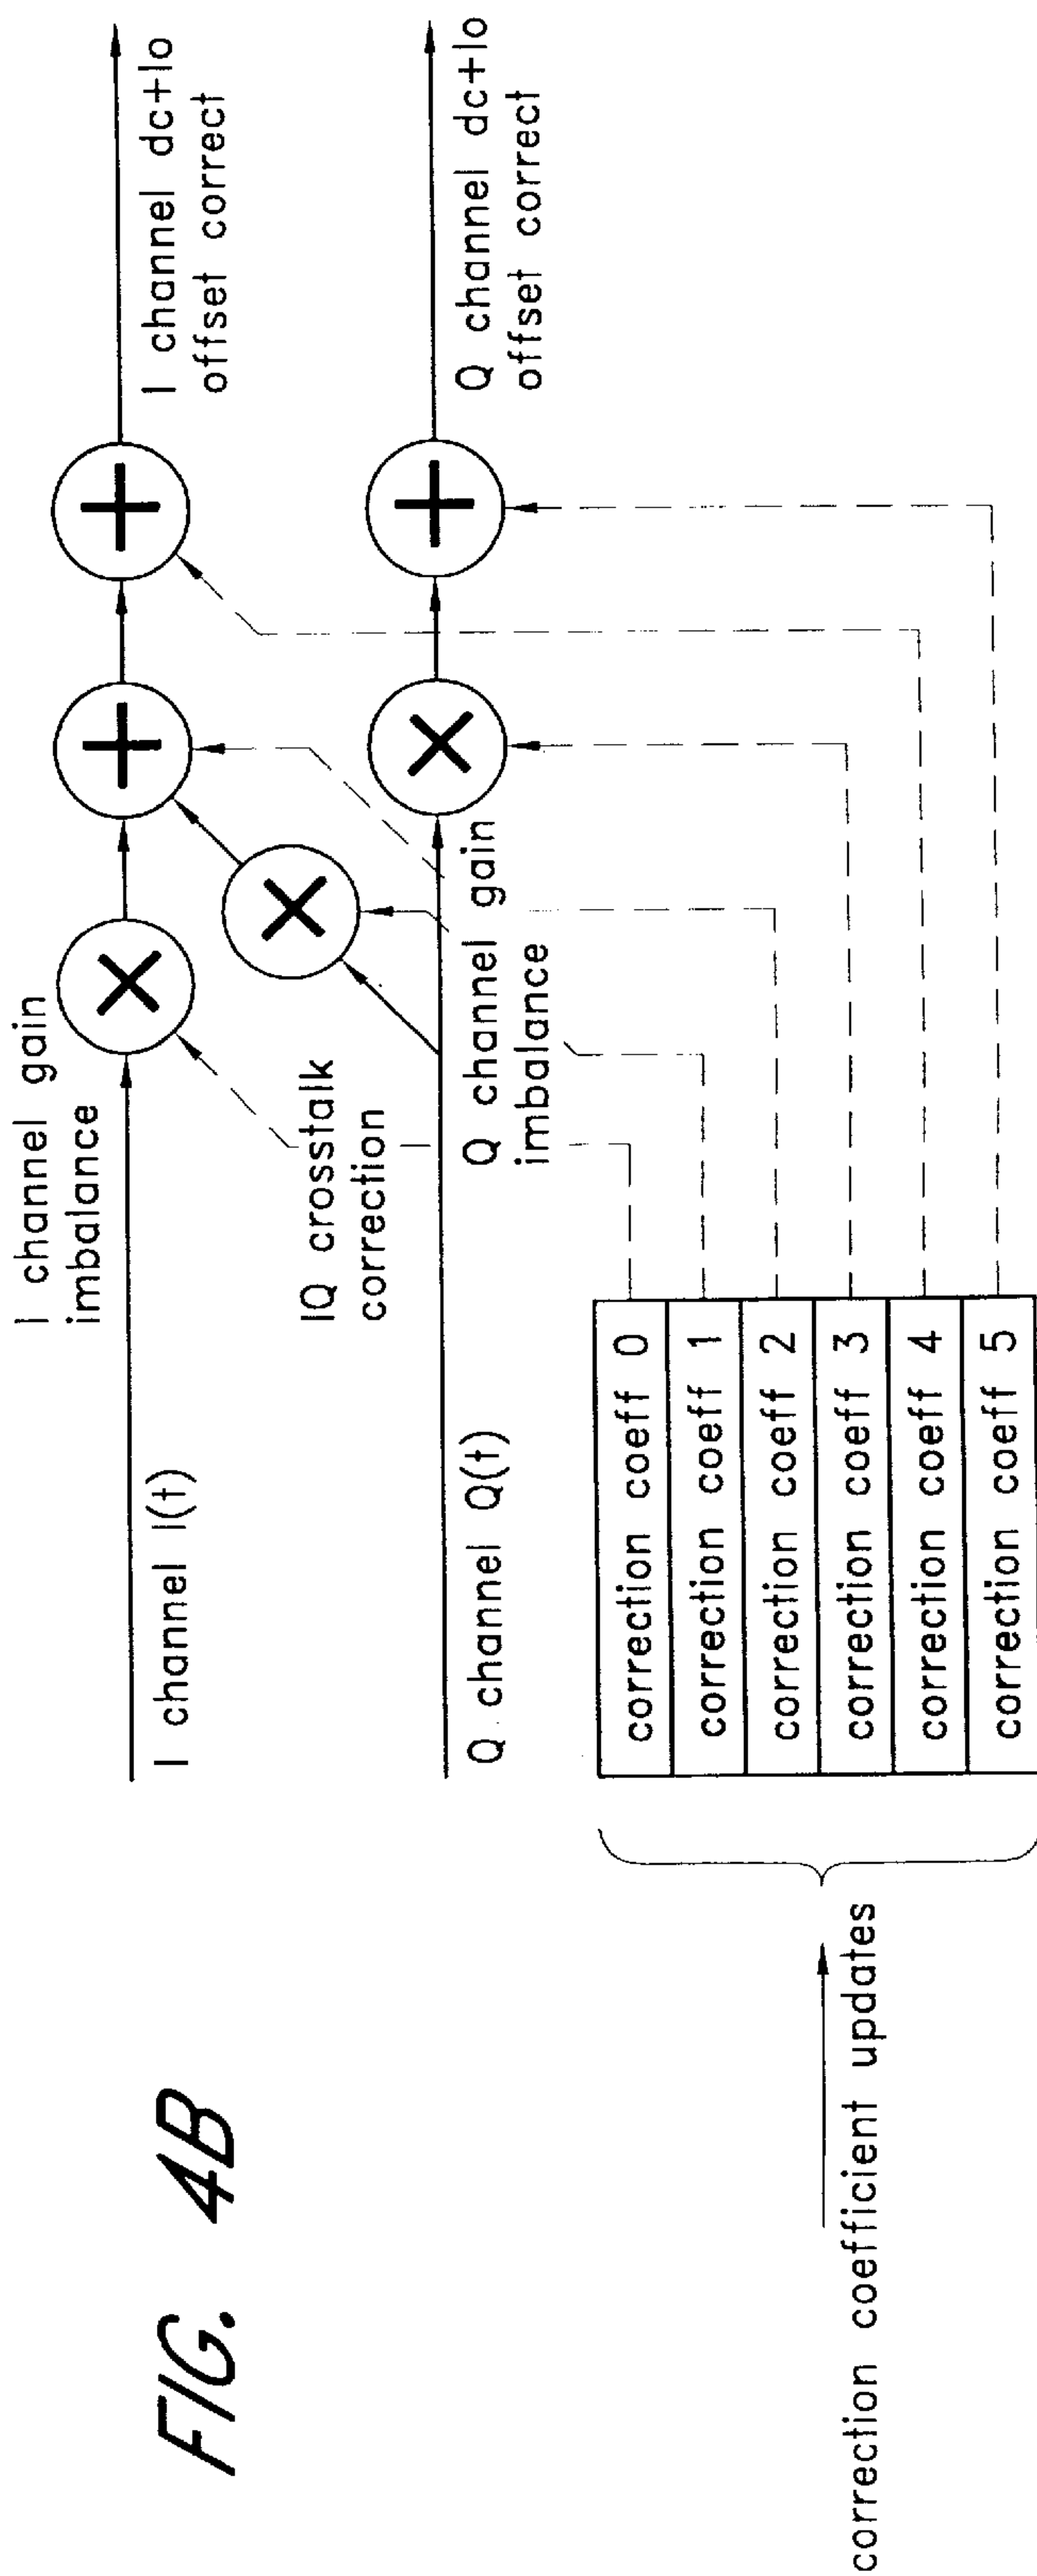 FIG. 4B
I channel gain
imbalance
I channel I(t)
I channel dc+lo
offset correct
IQ crosstalk
correction
Q channel Q(t)
Q channel gain
imbalance
Q channel dc+lo
offset correct
correction coeff 0
correction coeff 1
correction coeff 2
correction coeff 3
correction coeff 4
correction coeff 5
correction coefficient updates